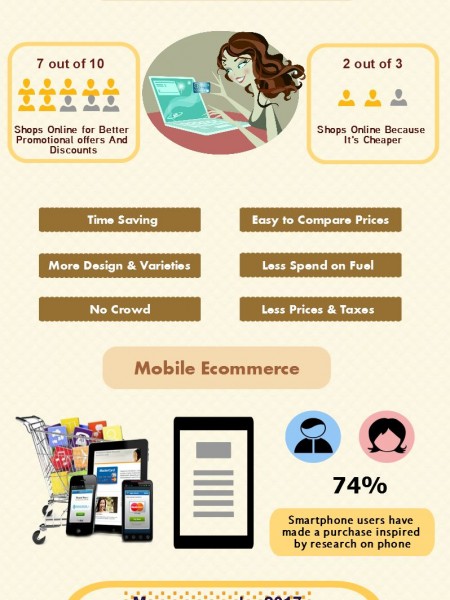 7 out of 10
Shops Online for Better
Promotional offers And
Discounts
2 out of 3
Shops Online Because
It's Cheaper
Time Saving
Easy to Compare Prices
More Design & Varieties
Less Spend on Fuel
No Crowd
Less Prices & Taxes
Mobile Ecommerce
74%
Smartphone users have
made a purchase inspired
by research on phone
2017